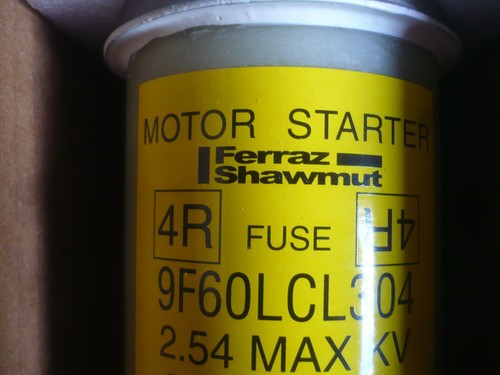 MOTOR STARTER
Ferraz
Shawmut
4R FUSE 4R
9F60LCL304
2.54 MAX KV